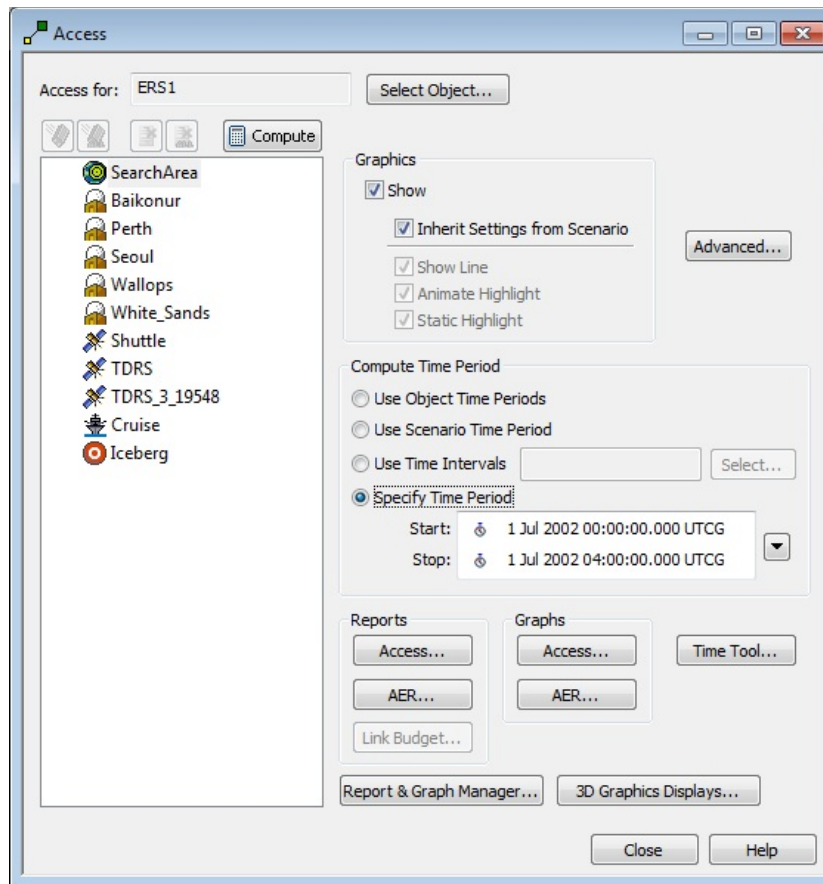 Access
Access for: ERS1 Select Object...
Compute
SearchArea
Baikonur
Perth
Seoul
Wallops
White_Sands
Shuttle
TDRS
TDRS_3_19548
Cruise
Iceberg
Graphics
Show
Inherit Settings from Scenario
Show Line
Animate Highlight
Static Highlight
Advanced...
Compute Time Period
Use Object Time Periods
Use Scenario Time Period
Use Time Intervals Select...
Specify Time Period
Start: 1 Jul 2002 00:00:00.000 UTCG
Stop: 1 Jul 2002 04:00:00.000 UTCG
Reports
Access...
AER...
Link Budget...
Graphs
Access...
AER...
Time Tool...
Report & Graph Manager... 3D Graphics Displays...
Close Help